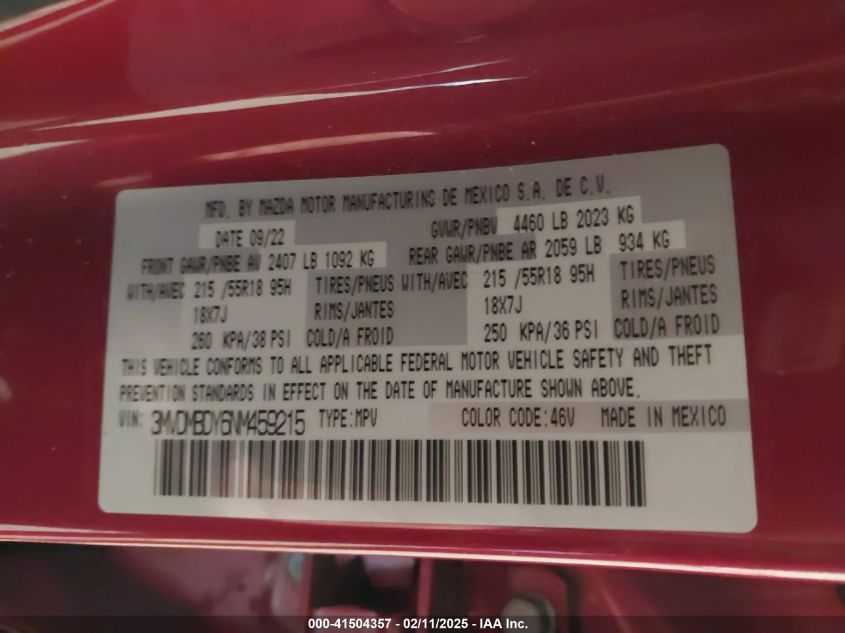 MFD. BY MAZDA MOTOR MANUFACTURING DE MEXICO S.A. DE C.V.
DATE 09/22 GVWR/PNBV 4460 LB 2023 KG
FRONT GAWR/PNBE AV 2407 LB 1092 KG REAR GAWR/PNBE AR 2059 LB 934 KG
WITH/AVEC 215 /55R18 95H TIRES/PNEUS WITH/AVEC 215 /55R18 95H TIRES/PNEUS
18X7J RIMS/JANTES 18X7J RIMS/JANTES
260 KPA/38 PSI COLD/A FROID 250 KPA/36 PSI COLD/A FROID
THIS VEHICLE CONFORMS TO ALL APPLICABLE FEDERAL MOTOR VEHICLE SAFETY AND THEFT
PREVENTION STANDARDS IN EFFECT ON THE DATE OF MANUFACTURE SHOWN ABOVE.
VIN: 3MVDMBDY6NM459215 TYPE:MPV COLOR CODE:46V MADE IN MEXICO
000-41504357 - 02/11/2025 - IAA Inc.